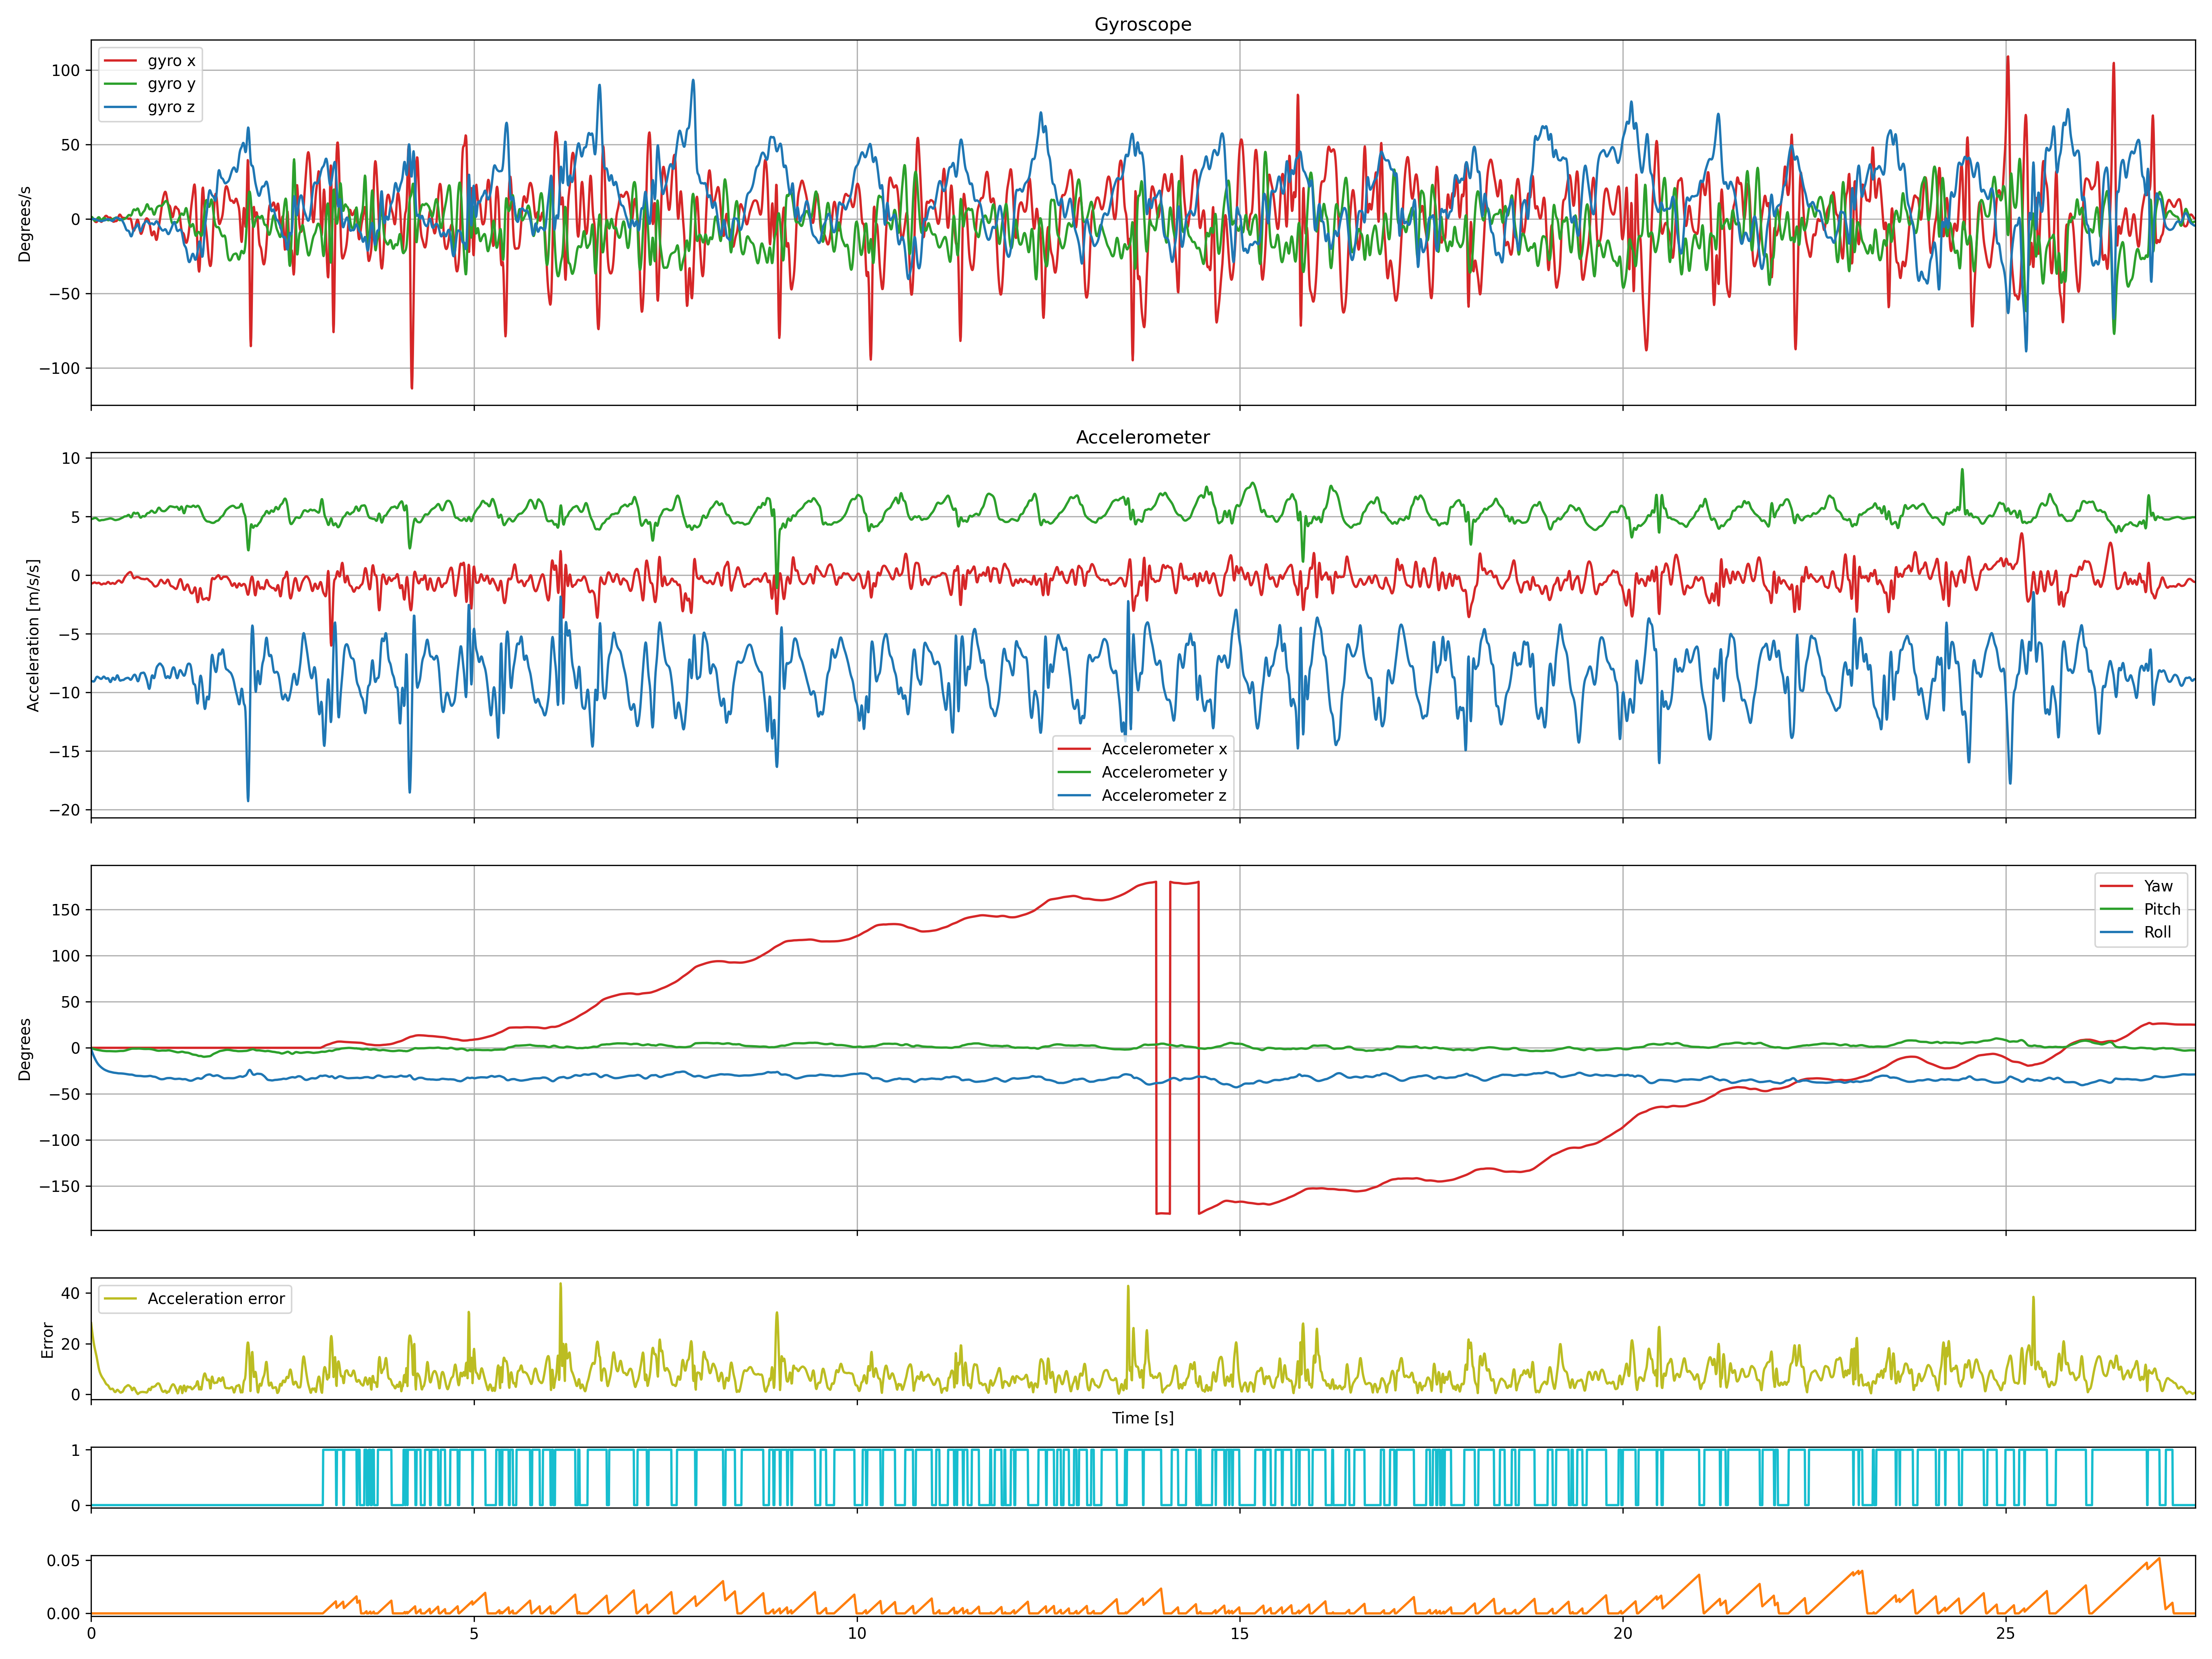 Gyroscope
gyro x
gyro y
gyro z
Degrees/s
100
50
0
−50
−100
Accelerometer
Acceleration [m/s/s]
10
5
0
−5
−10
−15
−20
Accelerometer x
Accelerometer y
Accelerometer z
Yaw
Pitch
Roll
Degrees
150
100
50
0
−50
−100
−150
Acceleration error
Error
40
20
0
Time [s]
1
0
0.05
0.00
0 5 10 15 20 25